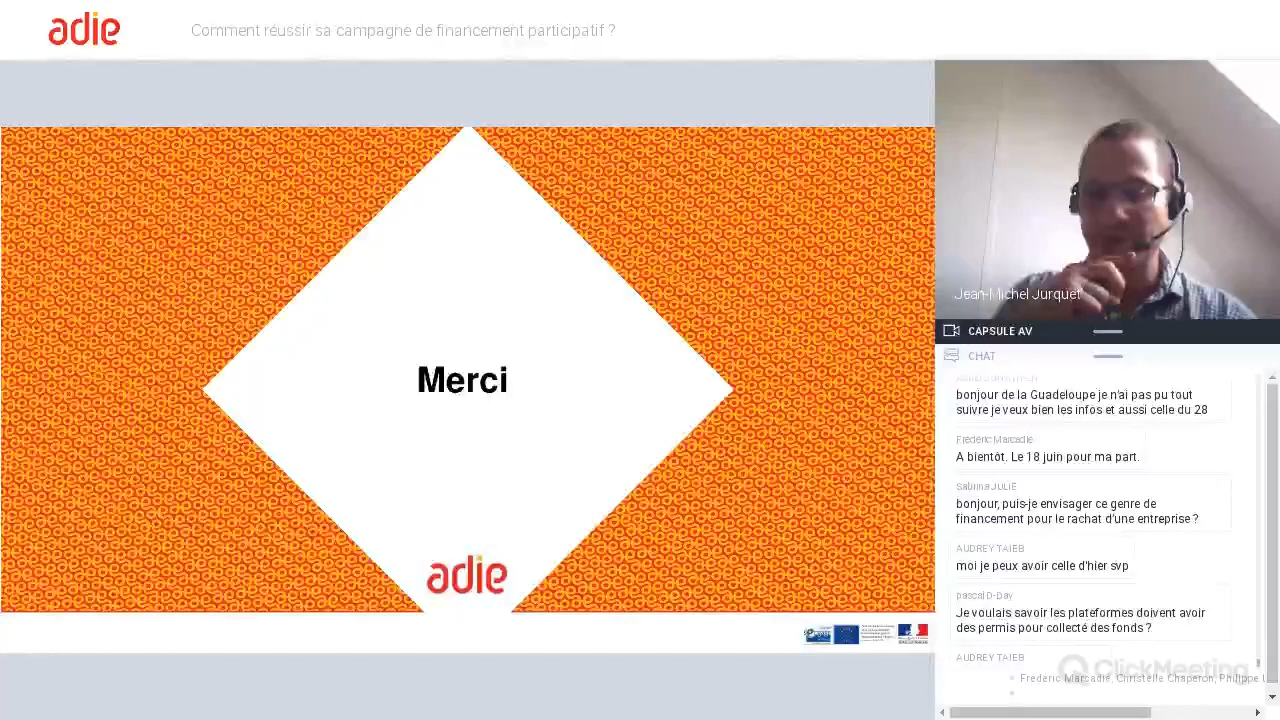 adie
Comment réussir sa campagne de financement participatif ?
Merci
adie
Jean-Michel Jurquet
CAPSULE AV
CHAT
bonjour de la Guadeloupe je n'ai pas pu tout
suivre je veux bien les infos et aussi celle du 28
Frederic Marcadie
A bientôt. Le 18 juin pour ma part.
Sabrina JULIE
bonjour, puis-je envisager ce genre de
financement pour le rachat d'une entreprise ?
AUDREY TAIEB
moi je peux avoir celle d'hier svp
pascal D-Day
Je voulais savoir les plateformes doivent avoir
des permis pour collecté des fonds ?
AUDREY TAIEB
ClickMeeting
Frederic Marcadie, Christelle Chaperon, Philippe